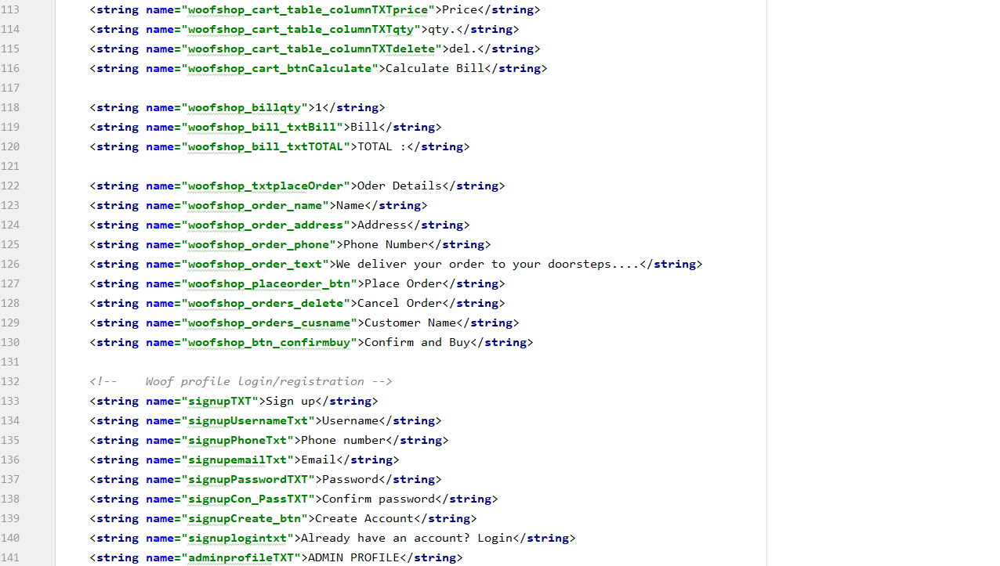 113 <string name="woofshop_cart_table_columnTXTprice">Price</string>
114 <string name="woofshop_cart_table_columnTXTqty">qty.</string>
115 <string name="woofshop_cart_table_columnTXTdelete">del.</string>
116 <string name="woofshop_cart_btnCalculate">Calculate Bill</string>
117
118 <string name="woofshop_billqty">1</string>
119 <string name="woofshop_bill_txtBill">Bill</string>
120 <string name="woofshop_bill_txtTOTAL">TOTAL :</string>
121
122 <string name="woofshop_txtplaceOrder">Oder Details</string>
123 <string name="woofshop_order_name">Name</string>
124 <string name="woofshop_order_address">Address</string>
125 <string name="woofshop_order_phone">Phone Number</string>
126 <string name="woofshop_order_text">We deliver your order to your doorsteps....</string>
127 <string name="woofshop_placeorder_btn">Place Order</string>
128 <string name="woofshop_orders_delete">Cancel Order</string>
129 <string name="woofshop_orders_cusname">Customer Name</string>
130 <string name="woofshop_btn_confirmbuy">Confirm and Buy</string>
131
132 <!--    Woof profile login/registration -->
133 <string name="signupTXT">Sign up</string>
134 <string name="signupUsernameTxt">Username</string>
135 <string name="signupPhoneTxt">Phone number</string>
136 <string name="signupemailTxt">Email</string>
137 <string name="signupPasswordTXT">Password</string>
138 <string name="signupCon_PassTXT">Confirm password</string>
139 <string name="signupCreate_btn">Create Account</string>
140 <string name="signuplogintxt">Already have an account? Login</string>
141 <string name="adminprofileTXT">ADMIN PROFILE</string>